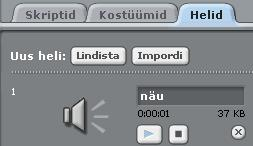 Skriptid Kostüümid Helid
Uus heli: Lindista Impordi
1
näu
0:00:01 37 KB